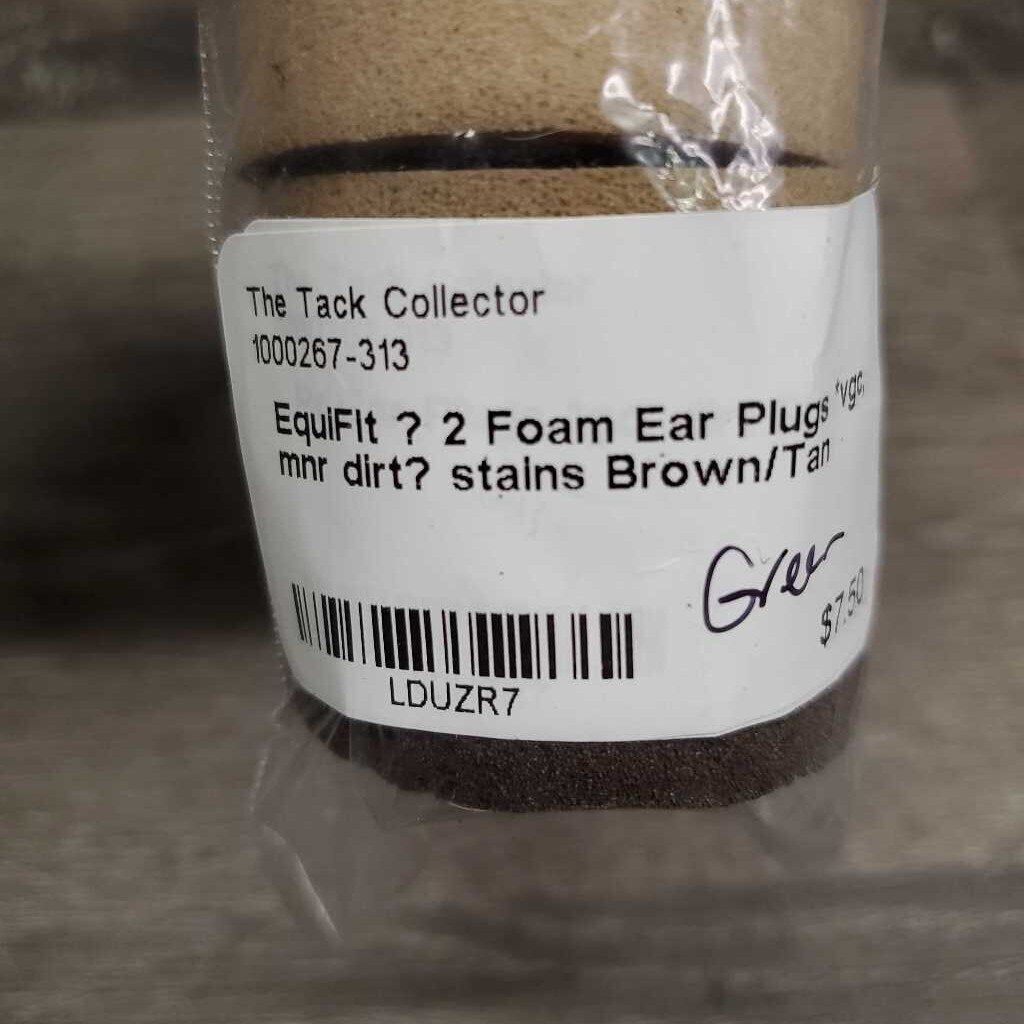 The Tack Collector
1000267-313
EquiFIt ? 2 Foam Ear Plugs *vgc,
mnr dirt? stains Brown/Tan
Green
$7.50
LDUZR7